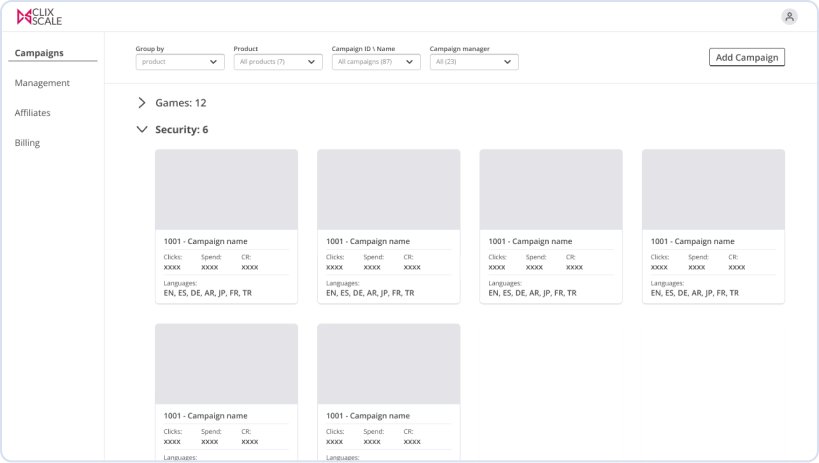 CLIX
SCALE
Campaigns
Management
Affiliates
Billing
Group by
product
Product
All products (7)
Campaign ID \ Name
All campaigns (87)
Campaign manager
All (23)
Add Campaign
Games: 12
Security: 6
1001 - Campaign name
Clicks: Spend: CR:
xxxx xxxx xxxx
Languages:
EN, ES, DE, AR, JP, FR, TR
1001 - Campaign name
Clicks: Spend: CR:
xxxx xxxx xxxx
Languages:
EN, ES, DE, AR, JP, FR, TR
1001 - Campaign name
Clicks: Spend: CR:
xxxx xxxx xxxx
Languages:
EN, ES, DE, AR, JP, FR, TR
1001 - Campaign name
Clicks: Spend: CR:
xxxx xxxx xxxx
Languages:
EN, ES, DE, AR, JP, FR, TR
1001 - Campaign name
Clicks: Spend: CR:
xxxx xxxx xxxx
Languages:
1001 - Campaign name
Clicks: Spend: CR:
xxxx xxxx xxxx
Languages: